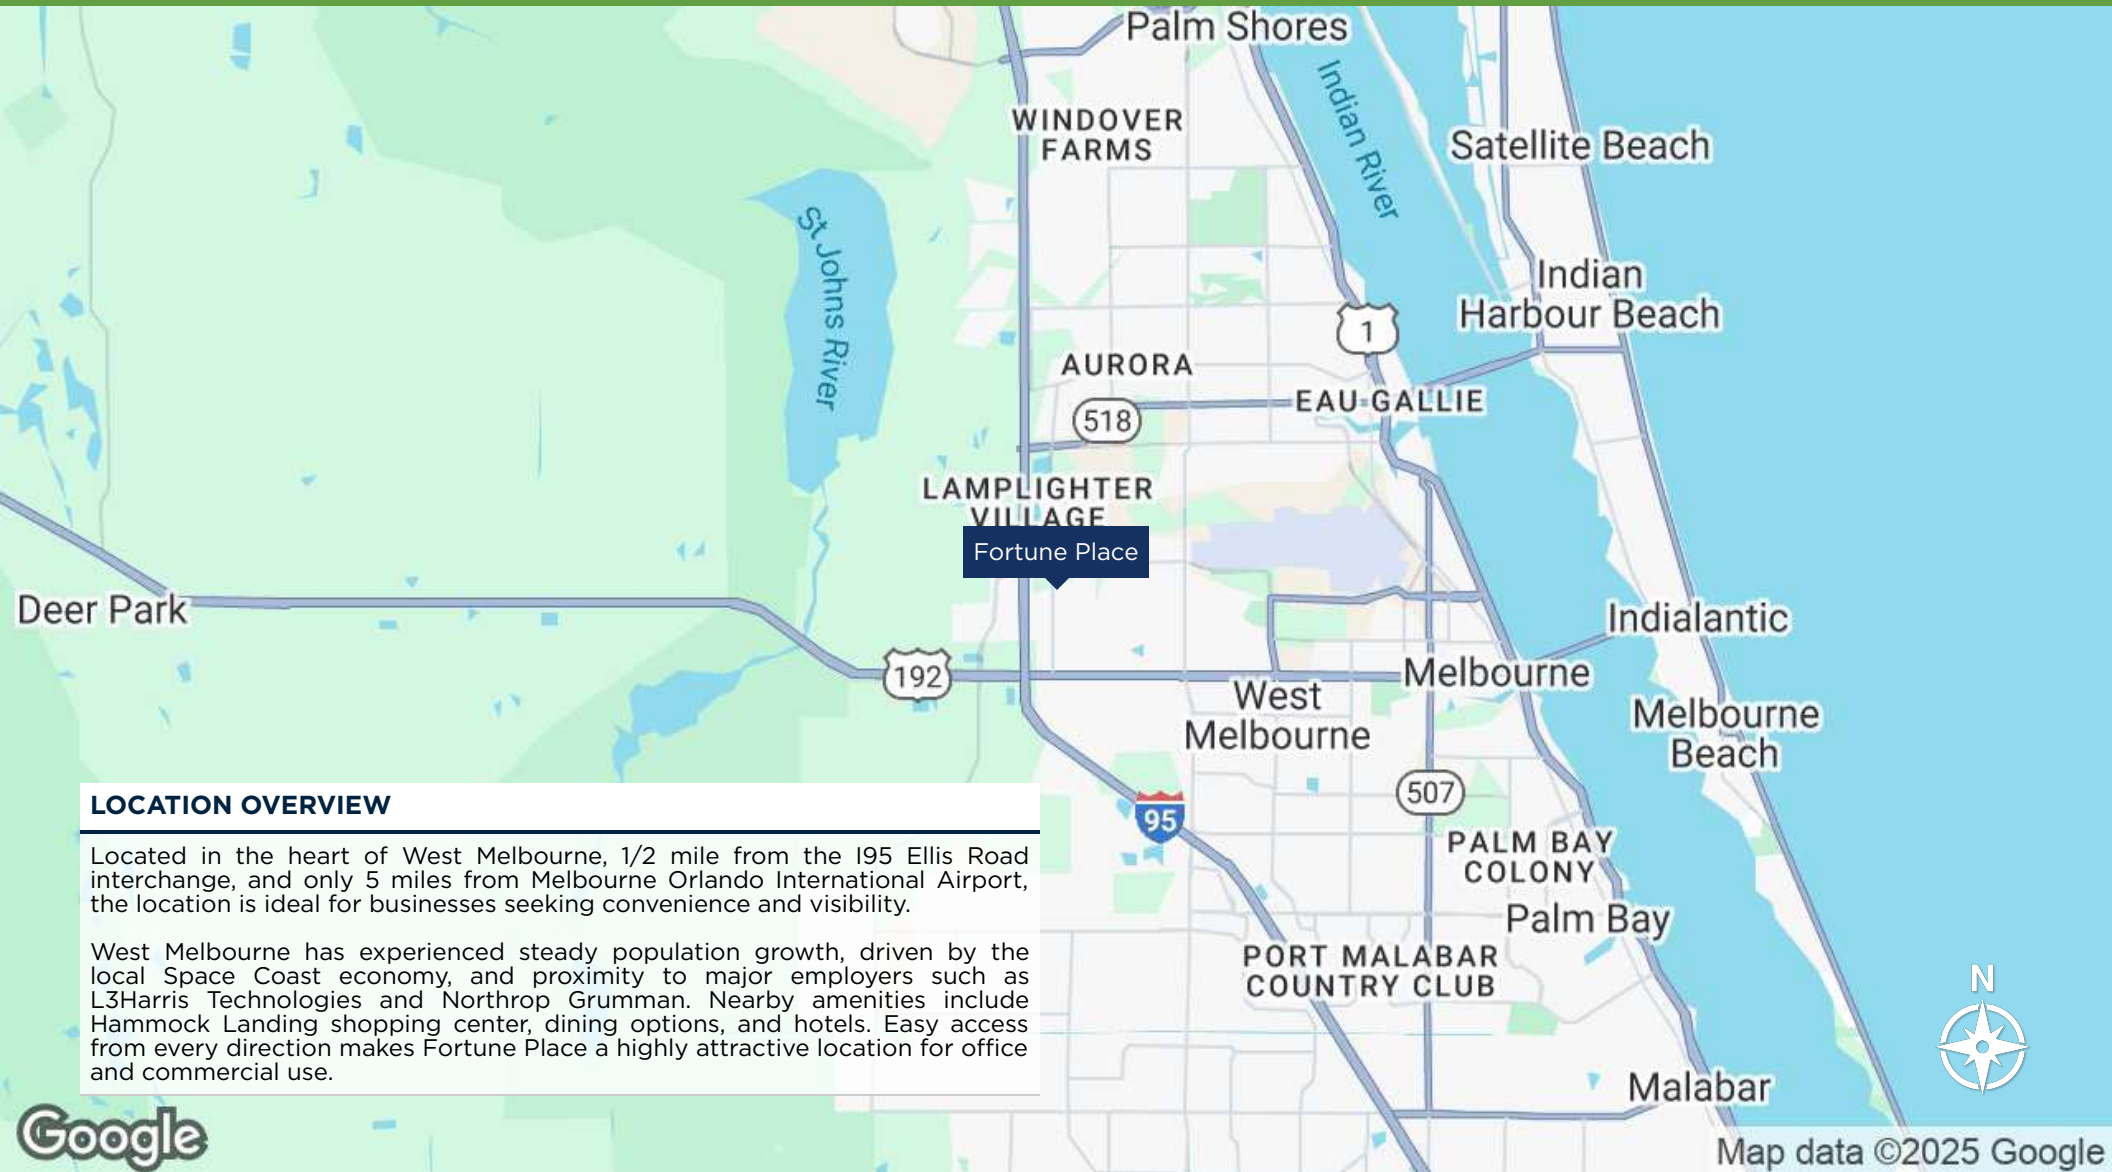 Palm Shores
Indian River
WINDOVER
FARMS
Satellite Beach
St Johns River
Indian
Harbour Beach
1
AURORA
518
EAU GALLIE
LAMPLIGHTER
VILLAGE
Fortune Place
Deer Park
Indialantic
192
Melbourne
West
Melbourne
Melbourne
Beach
507
95
PALM BAY
COLONY
Palm Bay
PORT MALABAR
COUNTRY CLUB
Malabar
N
LOCATION OVERVIEW
Located in the heart of West Melbourne, 1/2 mile from the I95 Ellis Road
interchange, and only 5 miles from Melbourne Orlando International Airport,
the location is ideal for businesses seeking convenience and visibility.
West Melbourne has experienced steady population growth, driven by the
local Space Coast economy, and proximity to major employers such as
L3Harris Technologies and Northrop Grumman. Nearby amenities include
Hammock Landing shopping center, dining options, and hotels. Easy access
from every direction makes Fortune Place a highly attractive location for office
and commercial use.
Google
Map data ©2025 Google